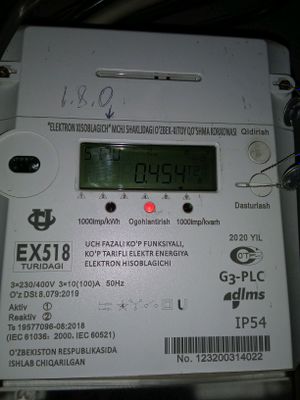 1.8.0
"ELEKTRON XISOBLAGICH" MCHJ SHAKLIDAGI O'ZBEK-XITOY QO'SHMA KORXONASI
Qidirish
0.454
Dasturlash
1000imp/kWh Ogohlantirish 1000imp/kvarh
EX518
TURIDAGI
UCH FAZALI KO'P FUNKSIYALI,
KO'P TARIFLI ELEKTR ENERGIYA
ELEKTRON HISOBLAGICHI
2020 YIL
3×230/400V 3×10(100)A 50Hz
O'z DSt 8.079:2019
G3-PLC
dlms
Aktiv ①
Reaktiv ②
Ts 19577096-08:2018
(IEC 61036: 2000, IEC 60521)
IP54
O'ZBEKISTON RESPUBLIKASIDA
ISHLAB CHIQARILGAN
No. 123200314022